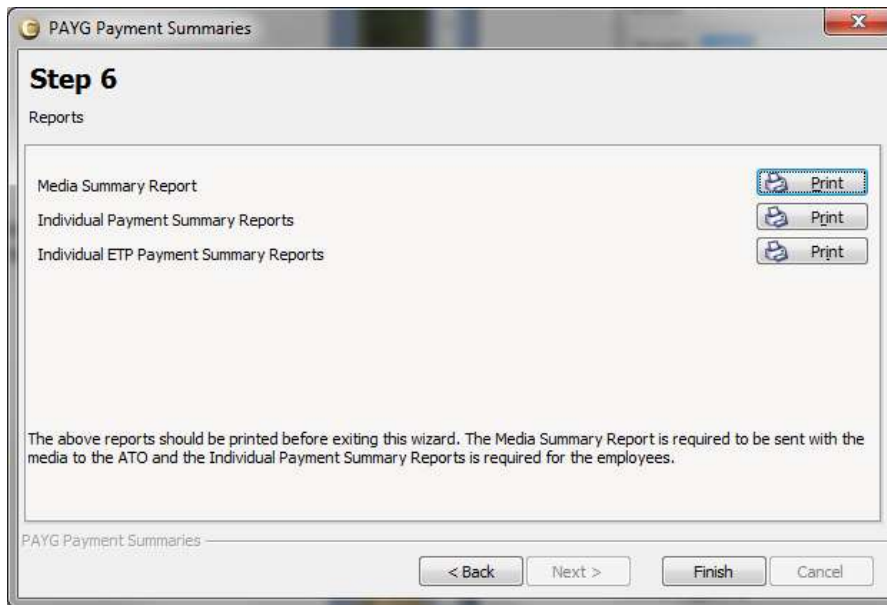 PAYG Payment Summaries
Step 6
Reports
Media Summary Report
Print
Individual Payment Summary Reports
Print
Individual ETP Payment Summary Reports
Print
The above reports should be printed before exiting this wizard. The Media Summary Report is required to be sent with the
media to the ATO and the Individual Payment Summary Reports is required for the employees.
PAYG Payment Summaries
< Back
Next >
Finish
Cancel